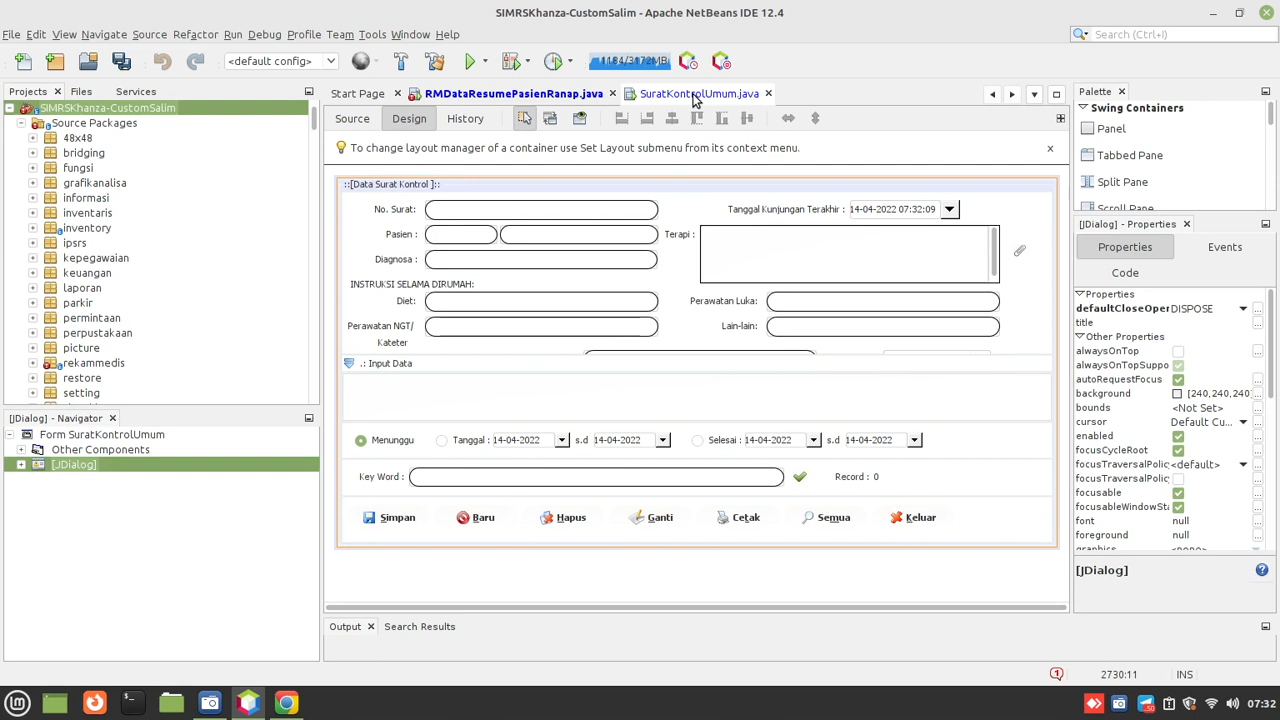 SIMRSKhanza-CustomSalim - Apache NetBeans IDE 12.4
File Edit View Navigate Source Refactor Run Debug Profile Team Tools Window Help
Search (Ctrl+I)
<default config>
1184/3172MB
Projects Files Services
SIMRSKhanza-CustomSalim
Source Packages
48x48
bridging
fungsi
grafikanalisa
informasi
inventaris
inventory
ipsrs
kepegawaian
keuangan
laporan
parkir
permintaan
perpustakaan
picture
rekammedis
restore
setting
[JDialog] - Navigator
Form SuratKontrolUmum
Other Components
[JDialog]
Start Page RMDataResumePasienRanap.java SuratKontrolUmum.java
Source Design History
To change layout manager of a container use Set Layout submenu from its context menu.
::[Data Surat Kontrol ]::
No. Surat: Tanggal Kunjungan Terakhir : 14-04-2022 07:32:09
Pasien : Terapi :
Diagnosa :
INSTRUKSI SELAMA DIRUMAH:
Diet: Perawatan Luka:
Perawatan NGT/ Lain-lain:
Kateter
.: Input Data
Menunggu Tanggal : 14-04-2022 s.d 14-04-2022 Selesai : 14-04-2022 s.d 14-04-2022
Key Word : Record : 0
Simpan Baru Hapus Ganti Cetak Semua Keluar
Output Search Results
Palette
Swing Containers
Panel
Tabbed Pane
Split Pane
Scroll Pane
[JDialog] - Properties
Properties Events
Code
Properties
defaultCloseOper DISPOSE
title
Other Properties
alwaysOnTop
alwaysOnTopSuppo
autoRequestFocus
background [240,240,240]
bounds <Not Set>
cursor Default Cu...
enabled
focusCycleRoot
focusTraversalPolic <default>
focusTraversalPolic
focusable
focusableWindowSta
font null
foreground null
graphics <none>
[JDialog]
2730:11 INS
07:32